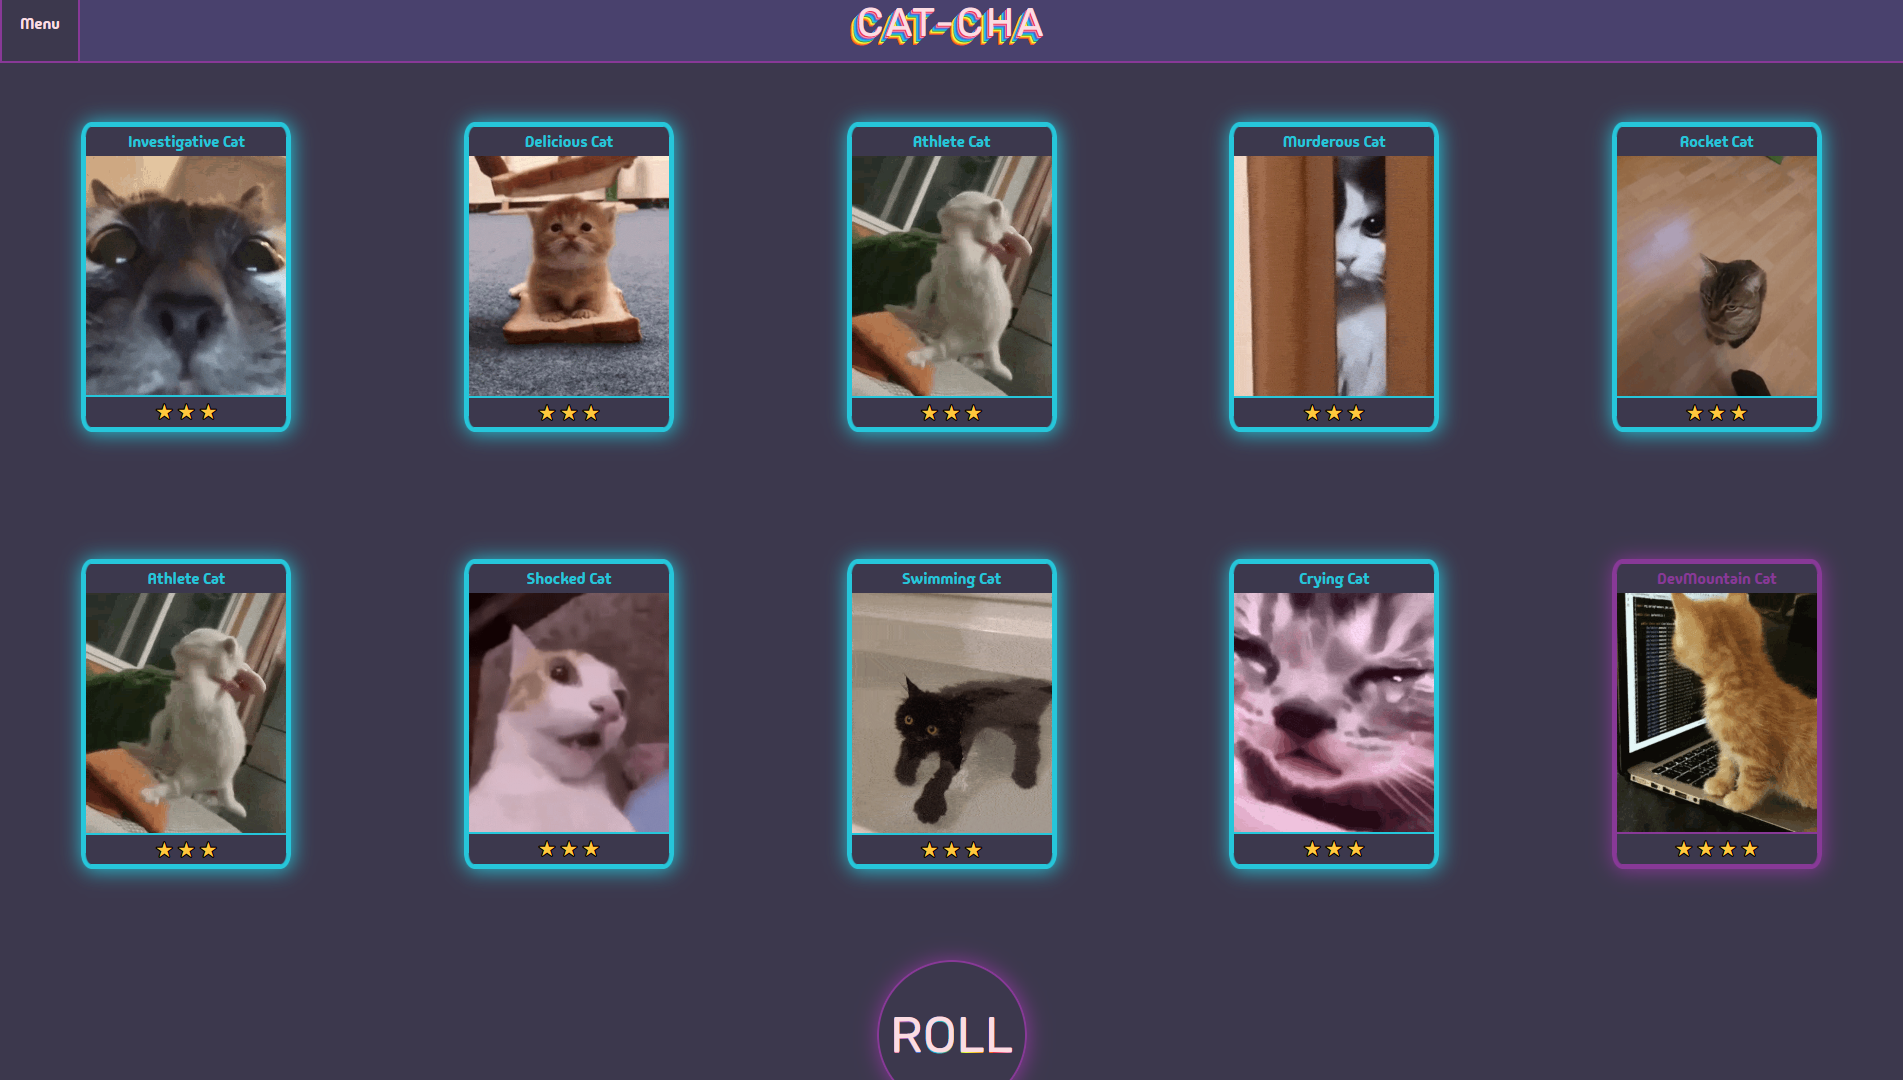 Menu
CAT-CHA
Investigative Cat
Delicious Cat
Athlete Cat
Murderous Cat
Rocket Cat
Athlete Cat
Shocked Cat
Swimming Cat
Crying Cat
DevMountain Cat
ROLL